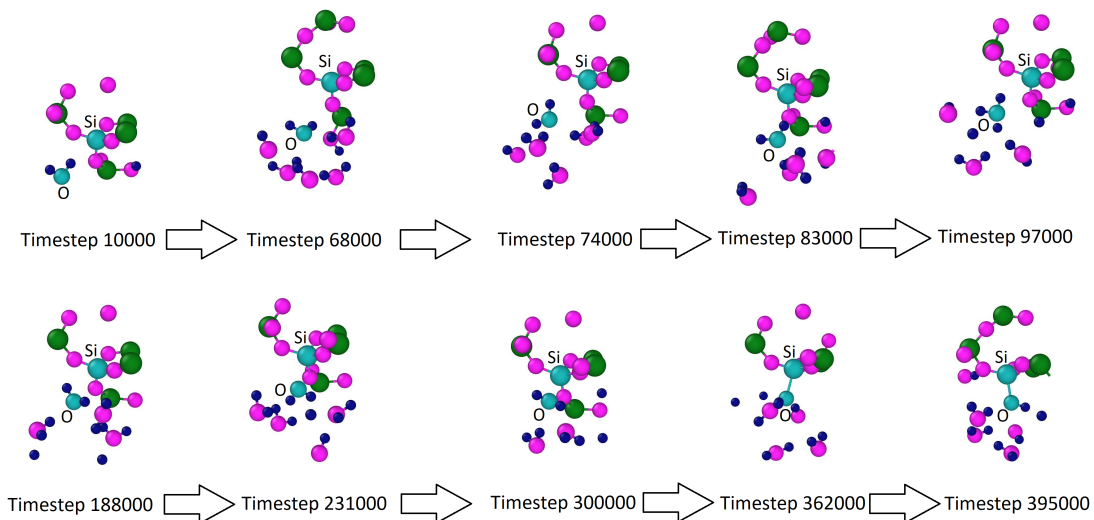 Si
O
Si
O
Si
O
Si
O
Si
O
Timestep 10000
Timestep 68000
Timestep 74000
Timestep 83000
Timestep 97000
Si
O
Si
O
Si
O
Si
O
Si
O
Timestep 188000
Timestep 231000
Timestep 300000
Timestep 362000
Timestep 395000